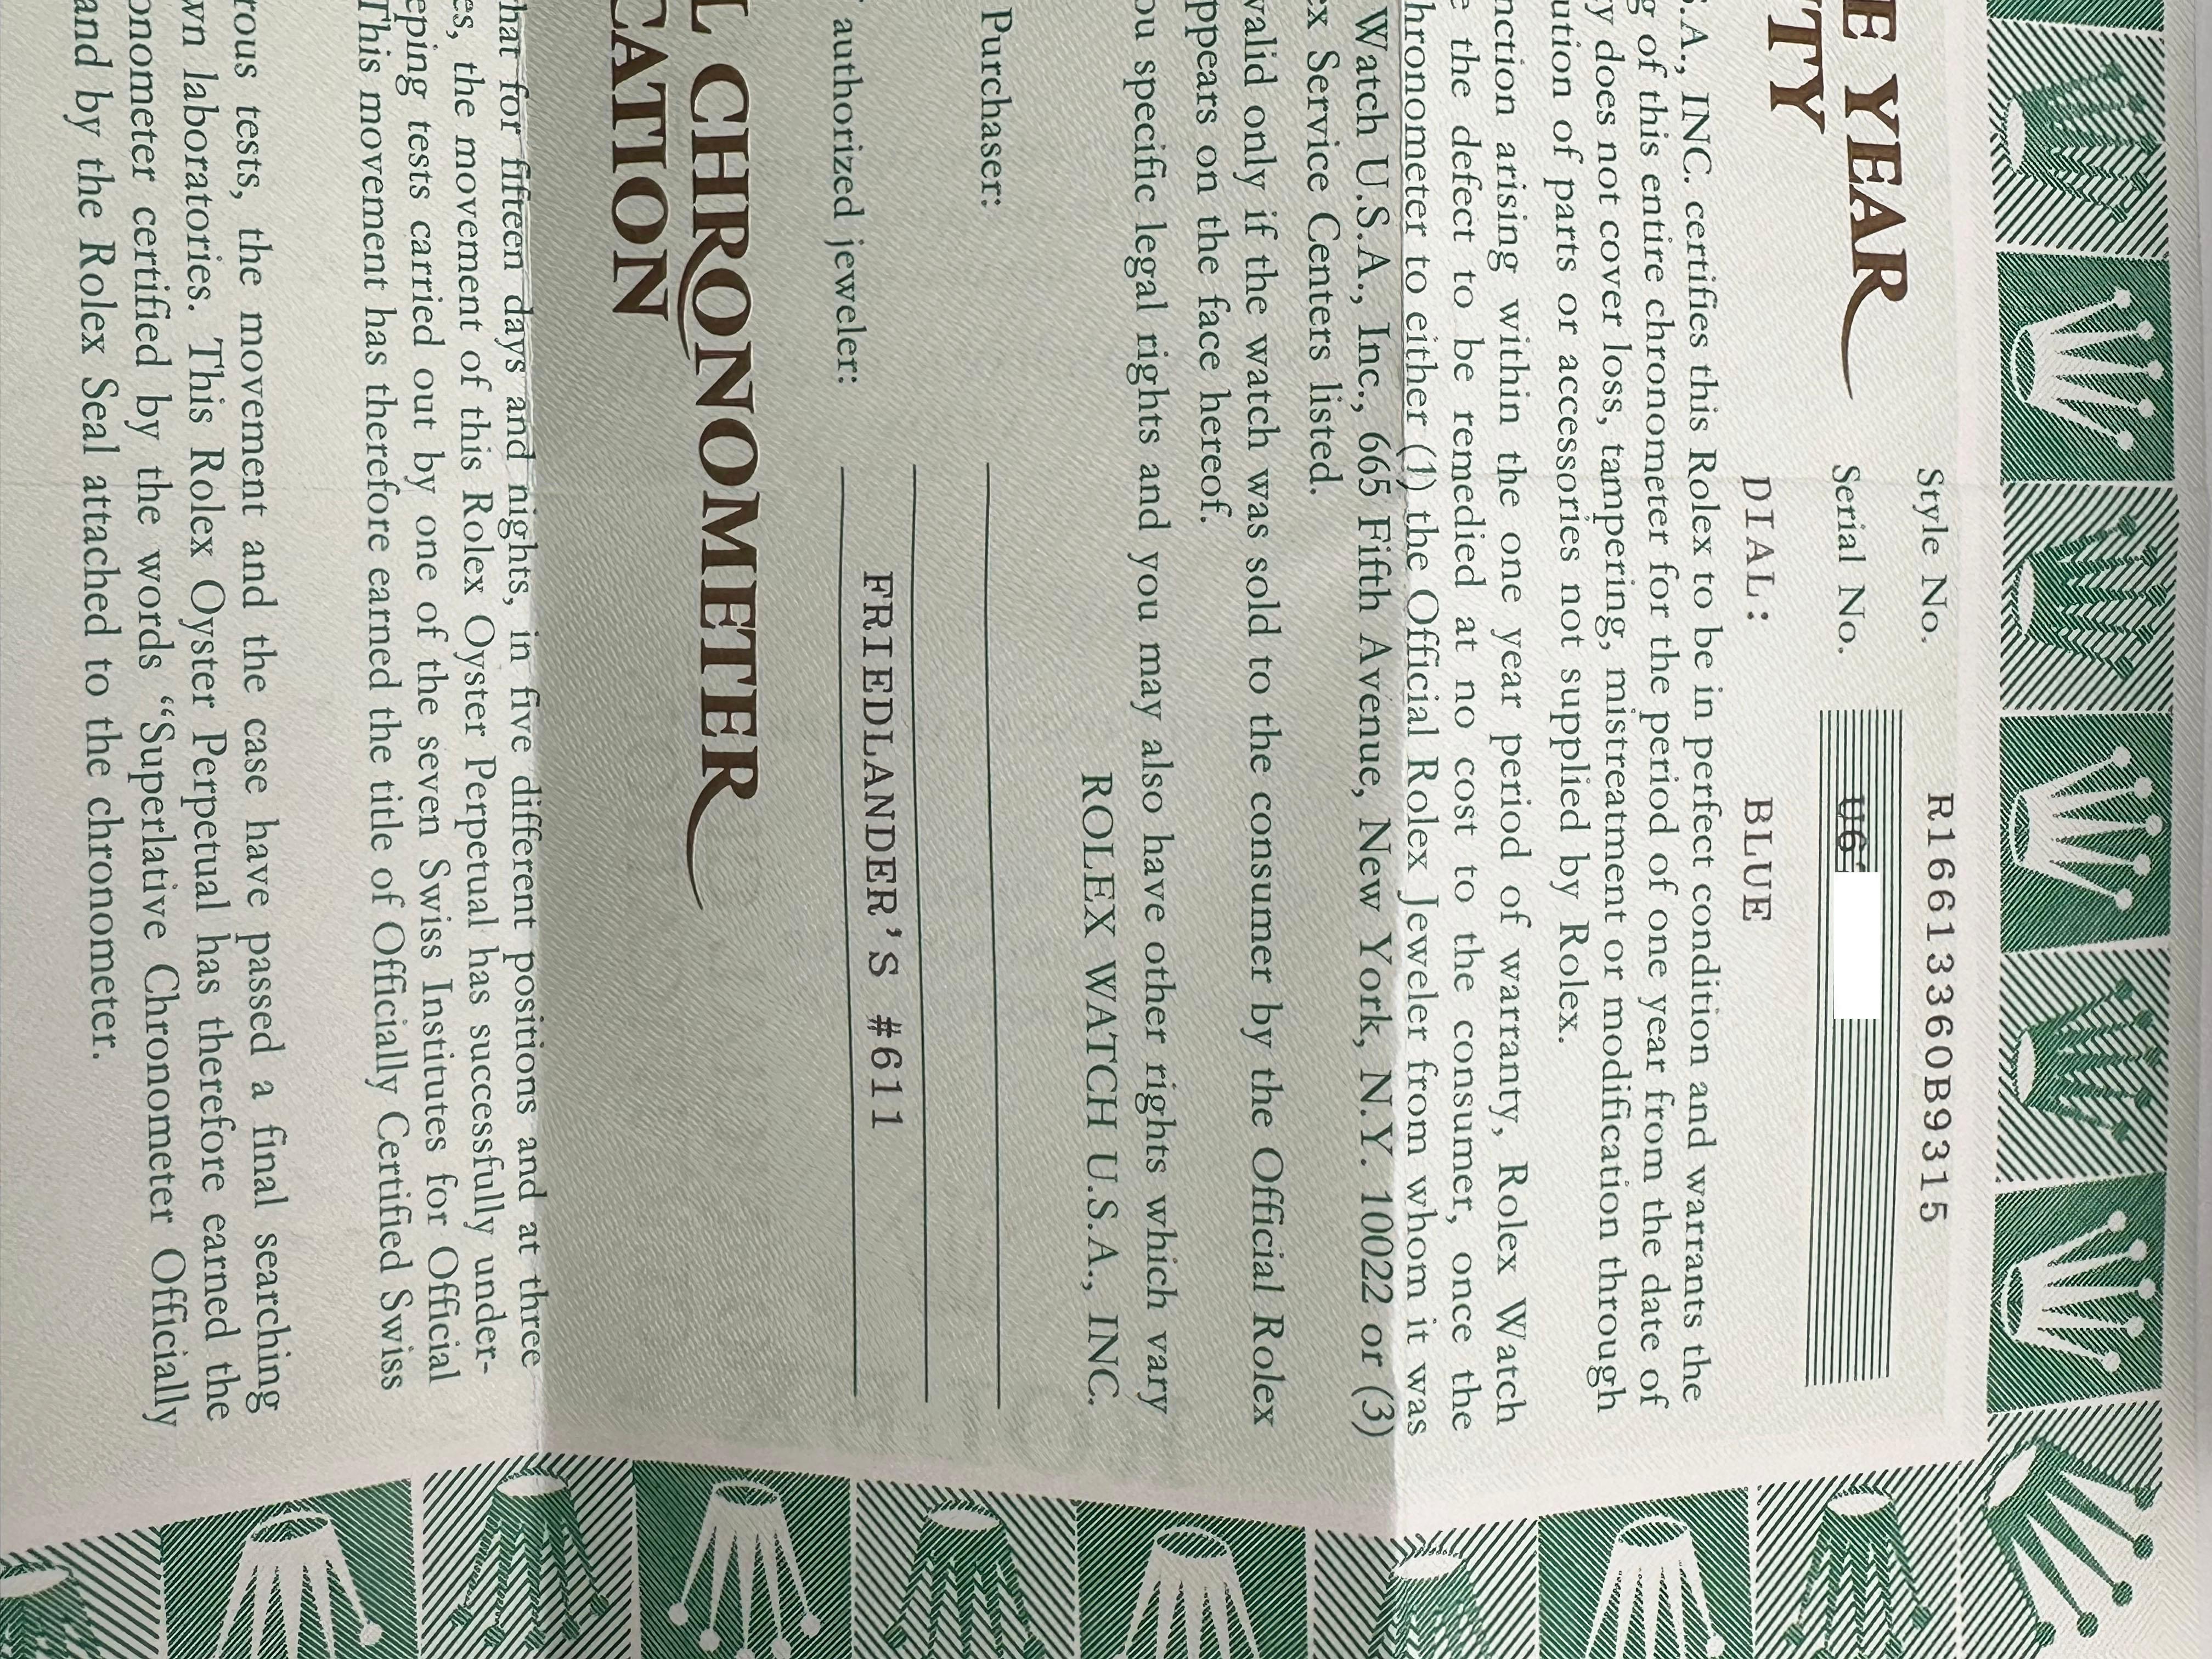 E YEAR
TY
Style No. R16613360B9315
Serial No. U6
DIAL: BLUE
.A., INC. certifies this Rolex to be in perfect condition and warrants the
g of this entire chronometer for the period of one year from the date of
y does not cover loss, tampering, mistreatment or modification through
ution of parts or accessories not supplied by Rolex.
nction arising within the one year period of warranty, Rolex Watch
e the defect to be remedied at no cost to the consumer, once the
hronometer to either (1) the Official Rolex Jeweler from whom it was
Watch U.S.A., Inc., 665 Fifth Avenue, New York, N.Y. 10022 or (3)
ex Service Centers listed.
valid only if the watch was sold to the consumer by the Official Rolex
ppears on the face hereof.
ou specific legal rights and you may also have other rights which vary
ROLEX WATCH U.S.A., INC.
Purchaser:
authorized jeweler: FRIEDLANDER'S #611
L CHRONOMETER
CATION
hat for fifteen days and nights, in five different positions and at three
es, the movement of this Rolex Oyster Perpetual has successfully under-
eping tests carried out by one of the seven Swiss Institutes for Official
This movement has therefore earned the title of Officially Certified Swiss
rous tests, the movement and the case have passed a final searching
wn laboratories. This Rolex Oyster Perpetual has therefore earned the
onometer certified by the words “Superlative Chronometer Officially
and by the Rolex Seal attached to the chronometer.